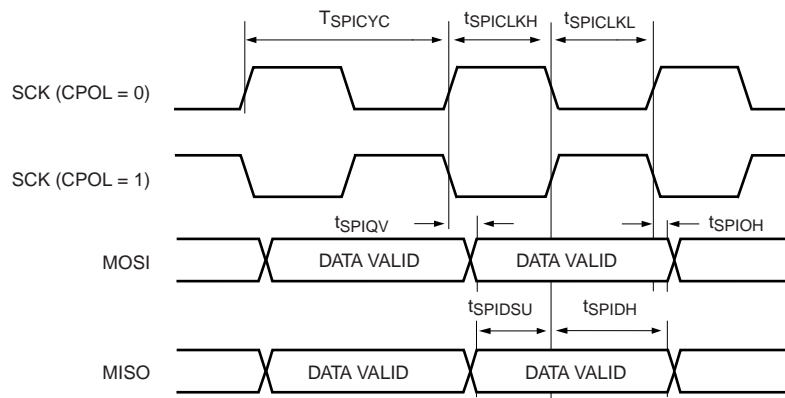 TSPICYC tSPICLKH tSPICLKL
SCK (CPOL = 0)
SCK (CPOL = 1)
tSPIQV tSPIOH
MOSI DATA VALID DATA VALID
tSPIDSU tSPIDH
MISO DATA VALID DATA VALID